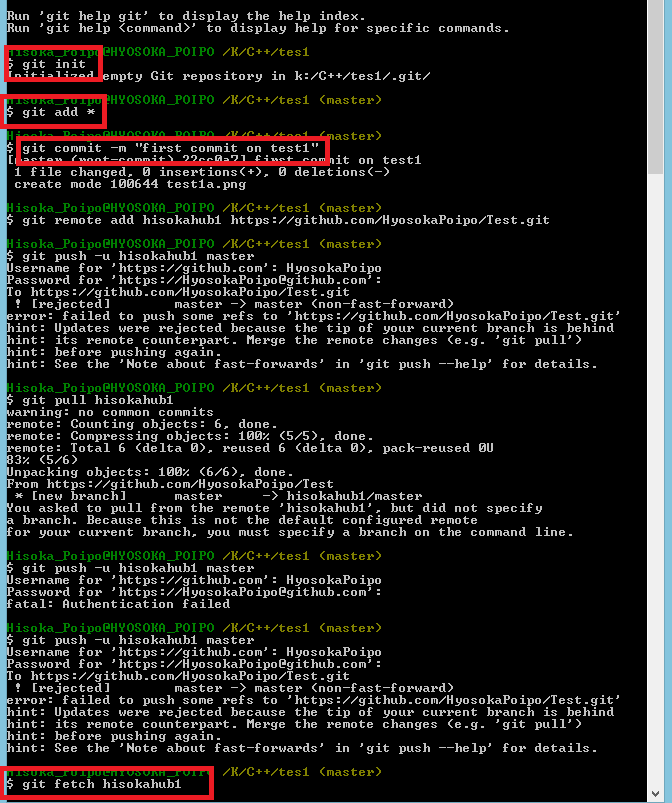 Run 'git help git' to display the help index.
Run 'git help <command>' to display help for specific commands.
Hisoka_Poipo@HYOSOKA_POIPO /K/C++/tes1
$ git init
Initialized empty Git repository in k:/C++/tes1/.git/
Hisoka_Poipo@HYOSOKA_POIPO /K/C++/tes1 (master)
$ git add *
Hisoka_Poipo@HYOSOKA_POIPO /K/C++/tes1 (master)
$ git commit -m "first commit on test1"
[master (root-commit) 22cc0a7] first commit on test1
1 file changed, 0 insertions(+), 0 deletions(-)
create mode 100644 test1a.png
Hisoka_Poipo@HYOSOKA_POIPO /K/C++/tes1 (master)
$ git remote add hisokahub1 https://github.com/HyosokaPoipo/Test.git
Hisoka_Poipo@HYOSOKA_POIPO /K/C++/tes1 (master)
$ git push -u hisokahub1 master
Username for 'https://github.com': HyosokaPoipo
Password for 'https://HyosokaPoipo@github.com':
To https://github.com/HyosokaPoipo/Test.git
! [rejected] master -> master (non-fast-forward)
error: failed to push some refs to 'https://github.com/HyosokaPoipo/Test.git'
hint: Updates were rejected because the tip of your current branch is behind
hint: its remote counterpart. Merge the remote changes (e.g. 'git pull')
hint: before pushing again.
hint: See the 'Note about fast-forwards' in 'git push --help' for details.
Hisoka_Poipo@HYOSOKA_POIPO /K/C++/tes1 (master)
$ git pull hisokahub1
warning: no common commits
remote: Counting objects: 6, done.
remote: Compressing objects: 100% (5/5), done.
remote: Total 6 (delta 0), reused 6 (delta 0), pack-reused 0U
83% (5/6)
Unpacking objects: 100% (6/6), done.
From https://github.com/HyosokaPoipo/Test
* [new branch] master -> hisokahub1/master
You asked to pull from the remote 'hisokahub1', but did not specify
a branch. Because this is not the default configured remote
for your current branch, you must specify a branch on the command line.
Hisoka_Poipo@HYOSOKA_POIPO /K/C++/tes1 (master)
$ git push -u hisokahub1 master
Username for 'https://github.com': HyosokaPoipo
Password for 'https://HyosokaPoipo@github.com':
fatal: Authentication failed
Hisoka_Poipo@HYOSOKA_POIPO /K/C++/tes1 (master)
$ git push -u hisokahub1 master
Username for 'https://github.com': HyosokaPoipo
Password for 'https://HyosokaPoipo@github.com':
To https://github.com/HyosokaPoipo/Test.git
! [rejected] master -> master (non-fast-forward)
error: failed to push some refs to 'https://github.com/HyosokaPoipo/Test.git'
hint: Updates were rejected because the tip of your current branch is behind
hint: its remote counterpart. Merge the remote changes (e.g. 'git pull')
hint: before pushing again.
hint: See the 'Note about fast-forwards' in 'git push --help' for details.
Hisoka_Poipo@HYOSOKA_POIPO /K/C++/tes1 (master)
$ git fetch hisokahub1